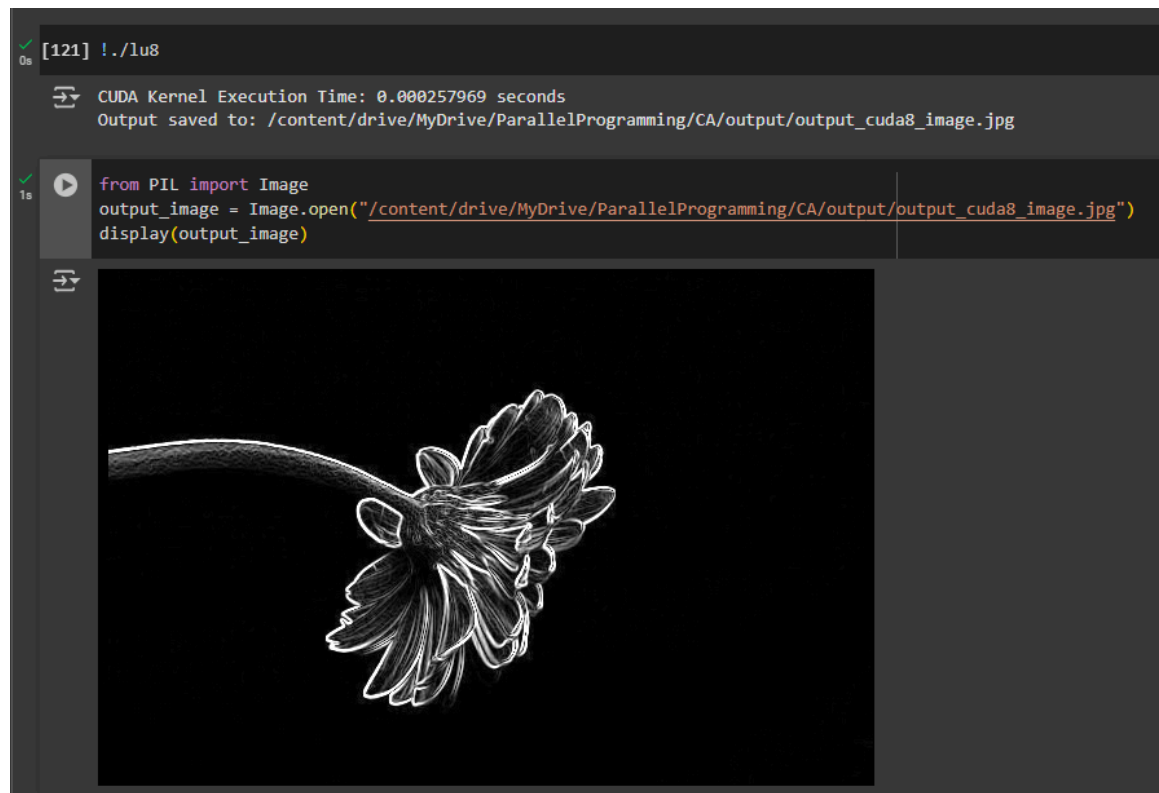 [121] !./lu8
0s
CUDA Kernel Execution Time: 0.000257969 seconds
Output saved to: /content/drive/MyDrive/ParallelProgramming/CA/output/output_cuda8_image.jpg
1s
from PIL import Image
output_image = Image.open("/content/drive/MyDrive/ParallelProgramming/CA/output/output_cuda8_image.jpg")
display(output_image)